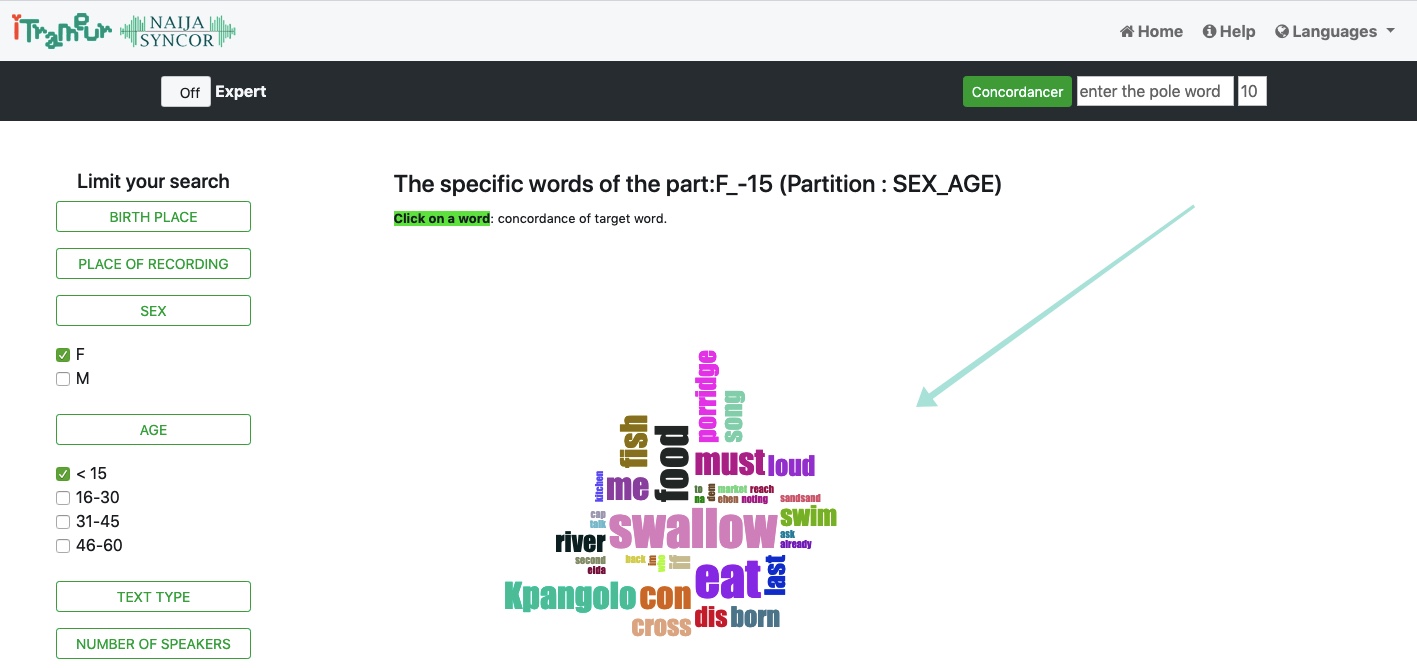 iTrameur NAIJA SYNCOR
Home Help Languages
Off Expert Concordancer enter the pole word 10
Limit your search
BIRTH PLACE
PLACE OF RECORDING
SEX
F
M
AGE
< 15
16-30
31-45
46-60
TEXT TYPE
NUMBER OF SPEAKERS
The specific words of the part:F_-15 (Partition : SEX_AGE)
Click on a word: concordance of target word.
porridge
song
fish
food
must
loud
kitchen
me
to
dem
market
reach
na
ehen
noting
sandsand
cap
talk
swallow
swim
ask
already
river
second
back
im
who
if
eat
last
Kpangolo
con
dis
born
cross